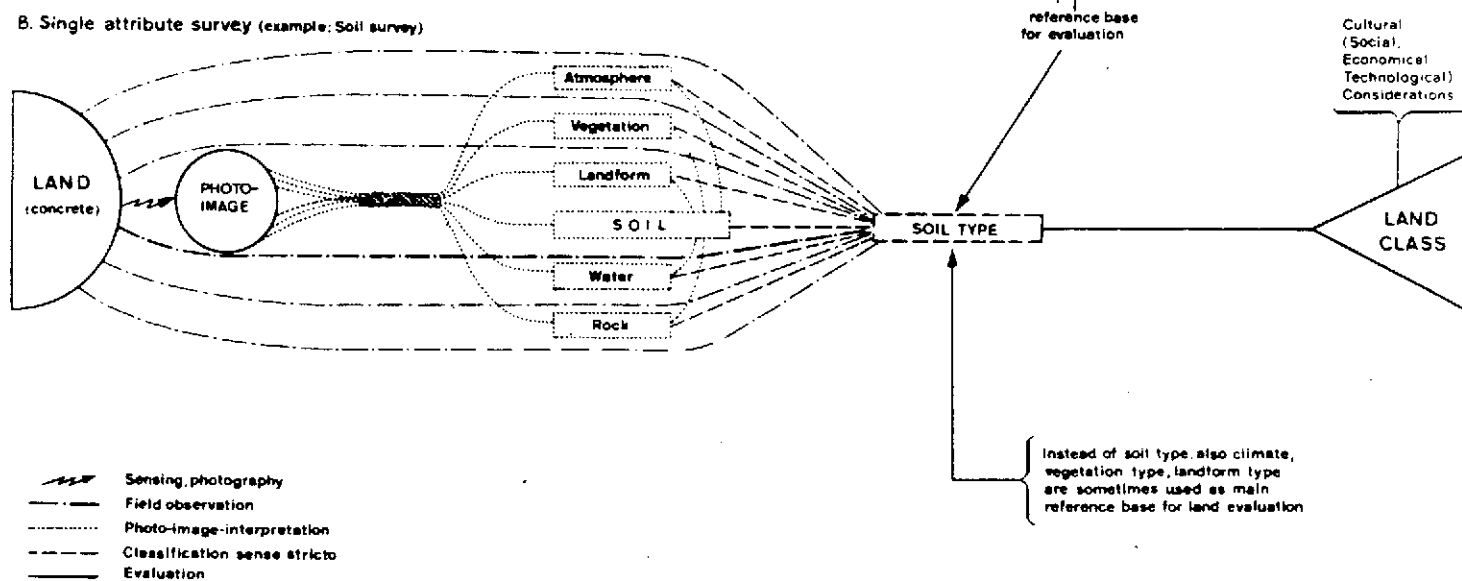 B. Single attribute survey (example: Soil survey)
reference base
for evaluation
Cultural
(Social,
Economical
Technological)
Considerations
Atmosphere
Vegetation
Landform
SOIL
Water
Rock
LAND
(concrete)
PHOTO-
IMAGE
SOIL TYPE
LAND
CLASS
Instead of soil type, also climate,
vegetation type, landform type
are sometimes used as main
reference base for land evaluation
Sensing, photography
Field observation
Photo-image-interpretation
Classification sense stricto
Evaluation